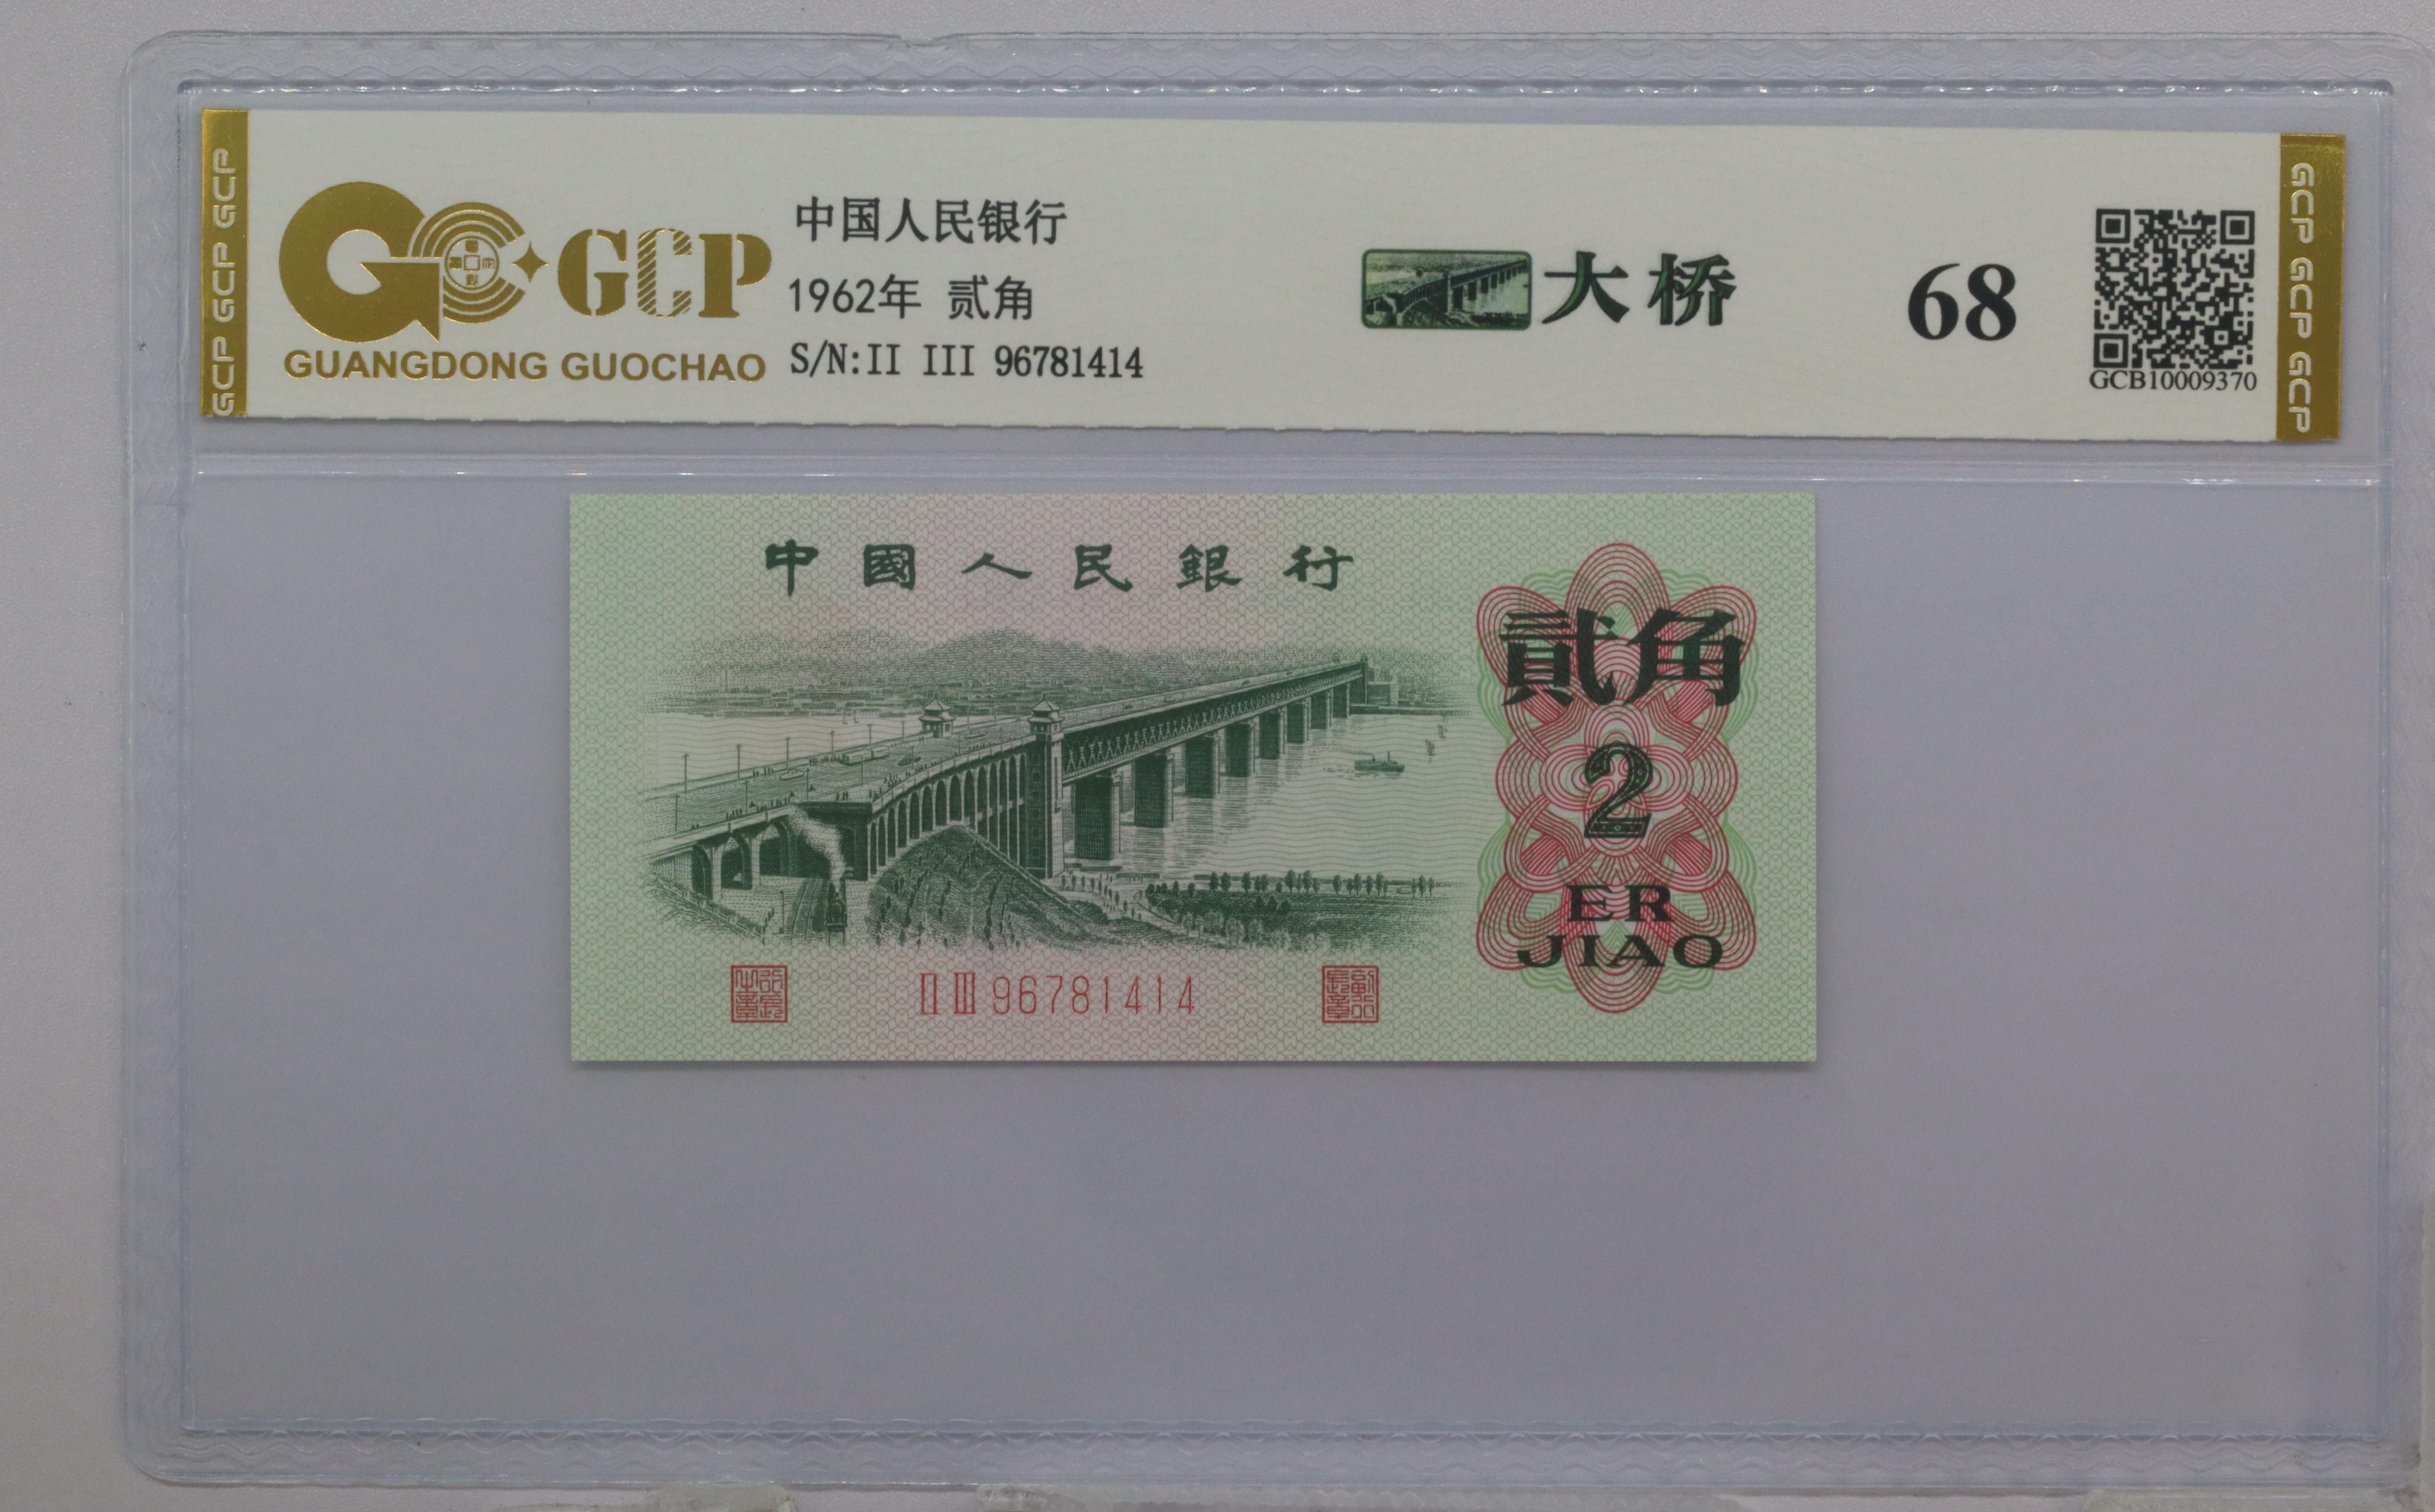 GCP GCP GCP
GCP
GUANGDONG GUOCHAO
中国人民银行
1962年 贰角
S/N:II III 96781414
大桥
68
GCB10009370
GCP GCP GCP
中國人民銀行
貳角
2
ER
JIAO
II III 96781414